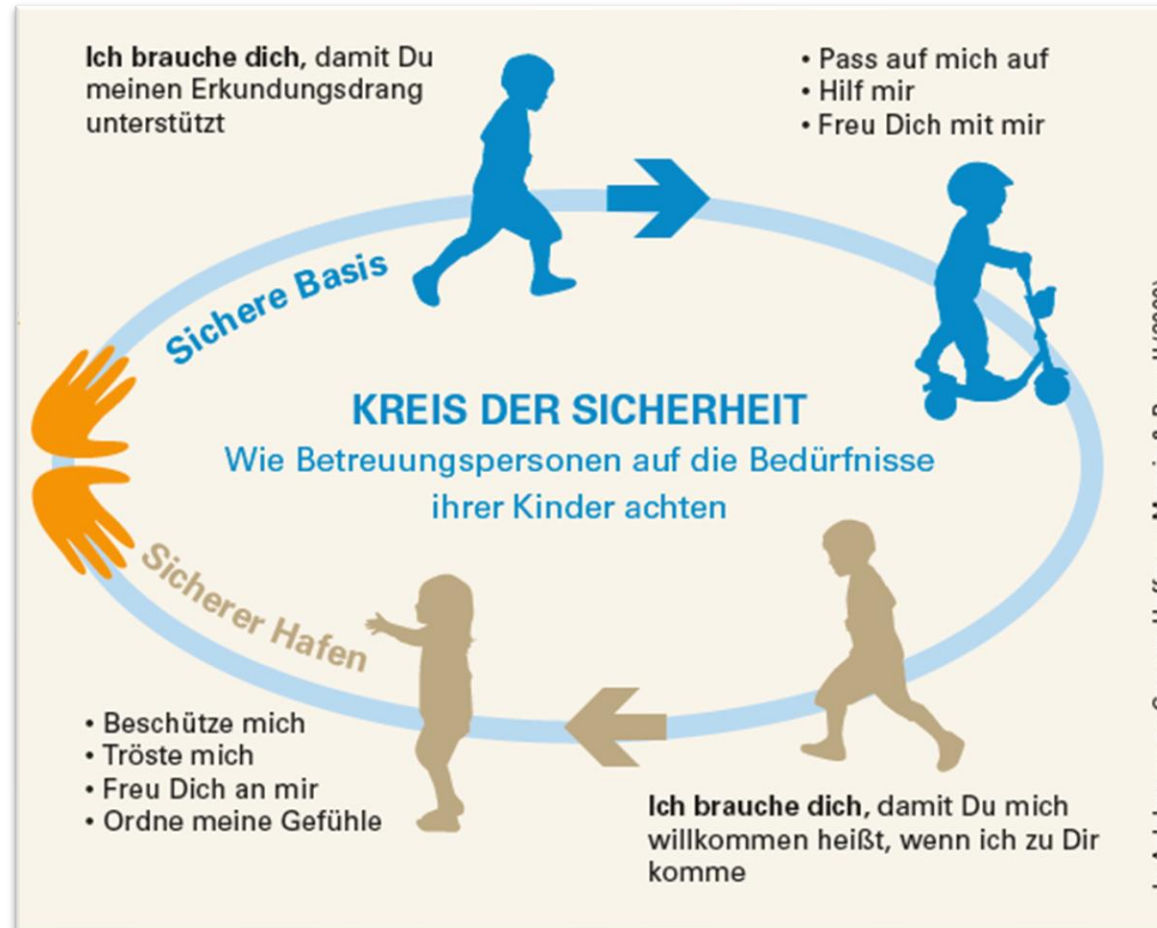 Ich brauche dich, damit Du
meinen Erkundungsdrang
unterstützt
• Pass auf mich auf
• Hilf mir
• Freu Dich mit mir
Sichere Basis
KREIS DER SICHERHEIT
Wie Betreuungspersonen auf die Bedürfnisse
ihrer Kinder achten
Sicherer Hafen
• Beschütze mich
• Tröste mich
• Freu Dich an mir
• Ordne meine Gefühle
Ich brauche dich, damit Du mich
willkommen heißt, wenn ich zu Dir
komme